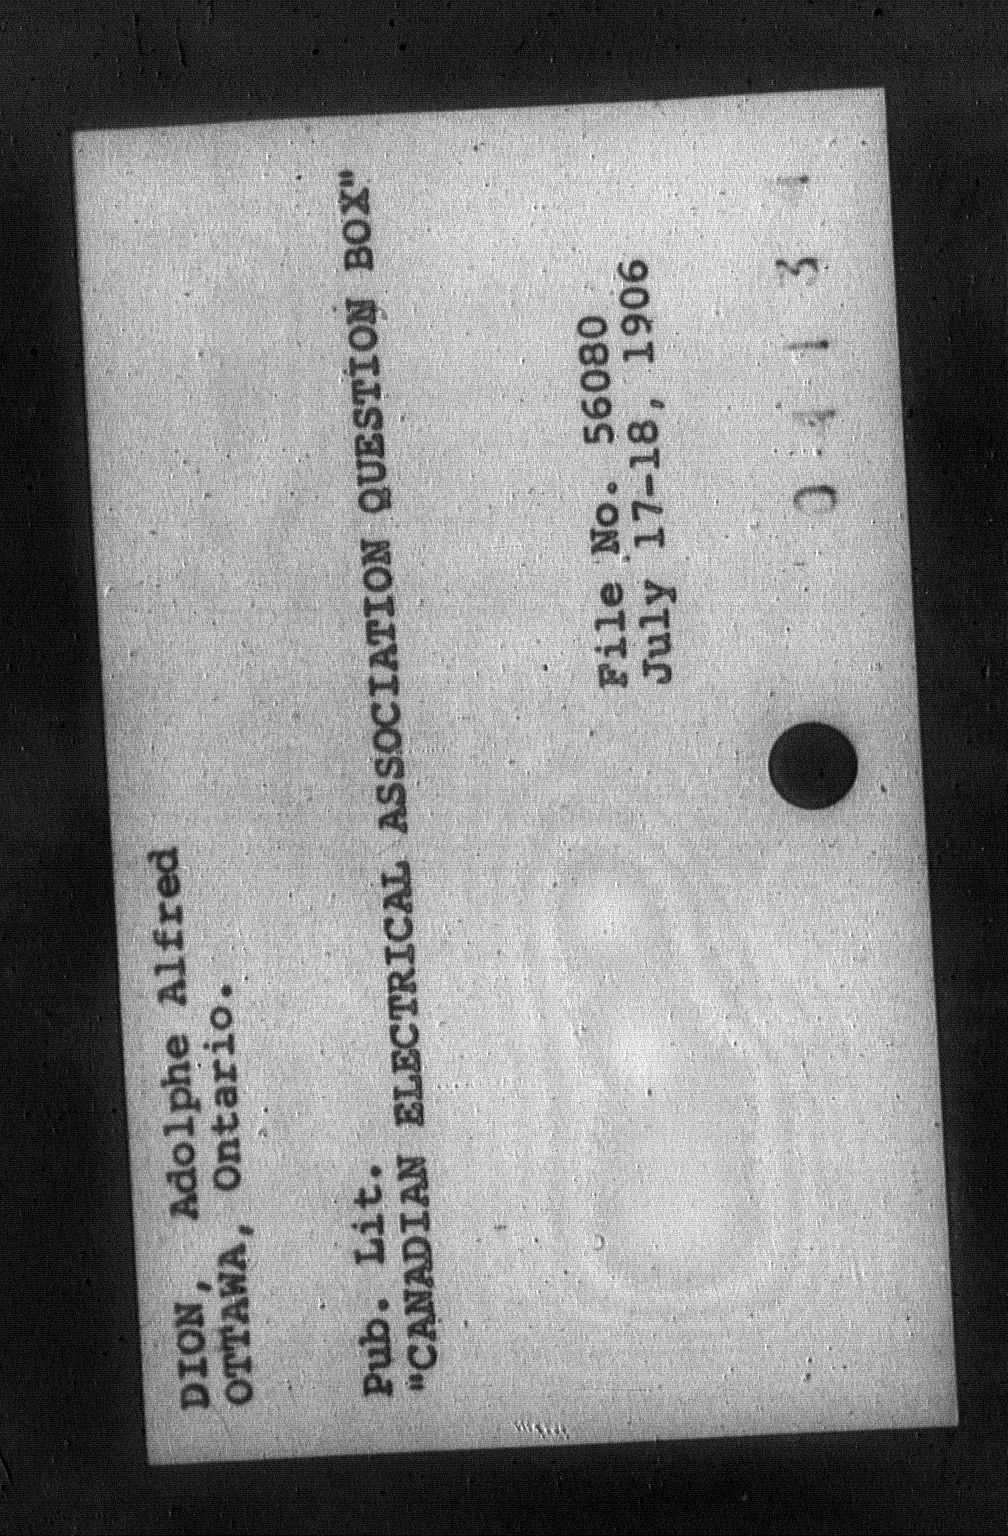 DION, Adolphe Alfred
OTTAWA, Ontario.
Pub. Lit.
"CANADIAN ELECTRICAL ASSOCIATION QUESTION BOX"
File No. 56080
July 17-18, 1906